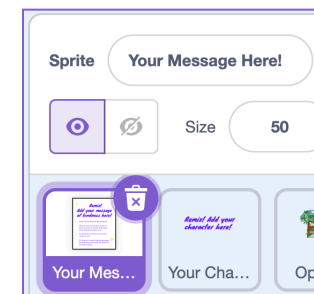 Sprite Your Message Here!
Size 50
Remix!
Add your message
of kindness here!
Remix! Add your
character here!
Your Mes...
Your Cha...
Op